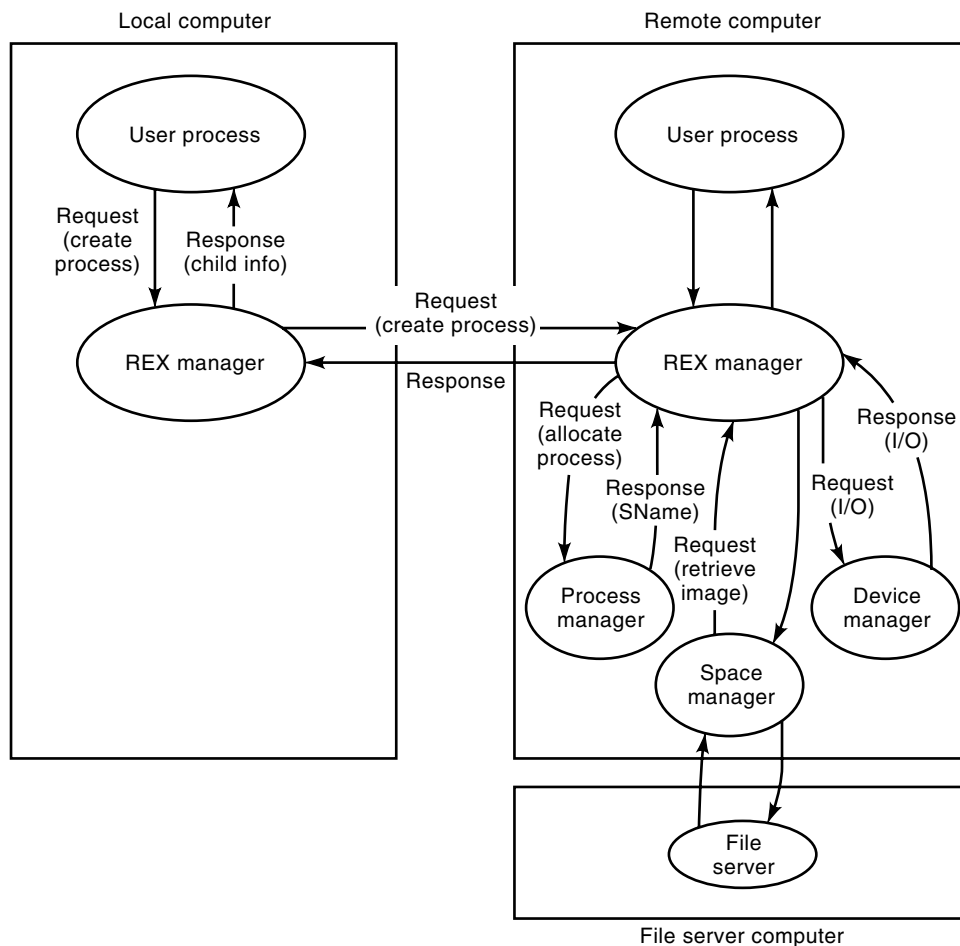 Local computer
Remote computer
User process
User process
Request
(create
process)
Response
(child info)
Request
(create process)
REX manager
REX manager
Response
Request
(allocate
process)
Response
(I/O)
Response
(SName)
Request
(I/O)
Request
(retrieve
image)
Process
manager
Device
manager
Space
manager
File
server
File server computer